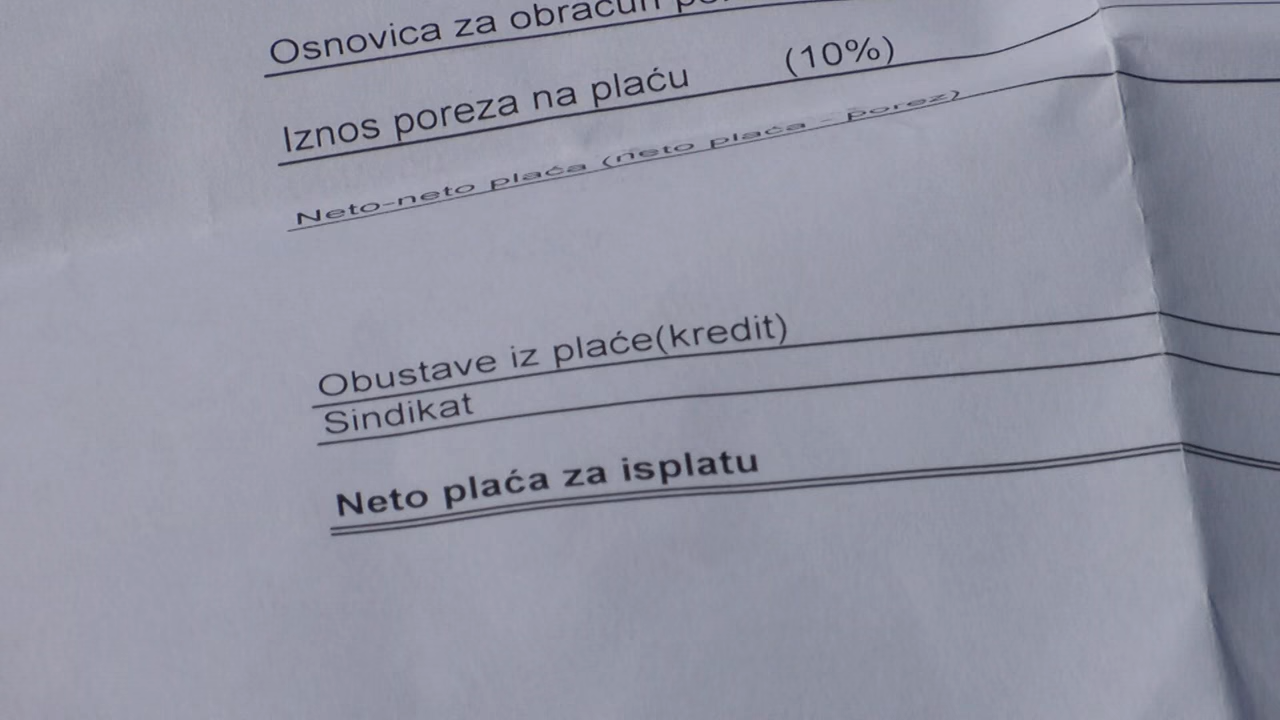 Osnovica za obračun
Iznos poreza na plaću (10%)
Neto-neto plaća (neto plaća - porez)
Obustave iz plaće(kredit)
Sindikat
Neto plaća za isplatu